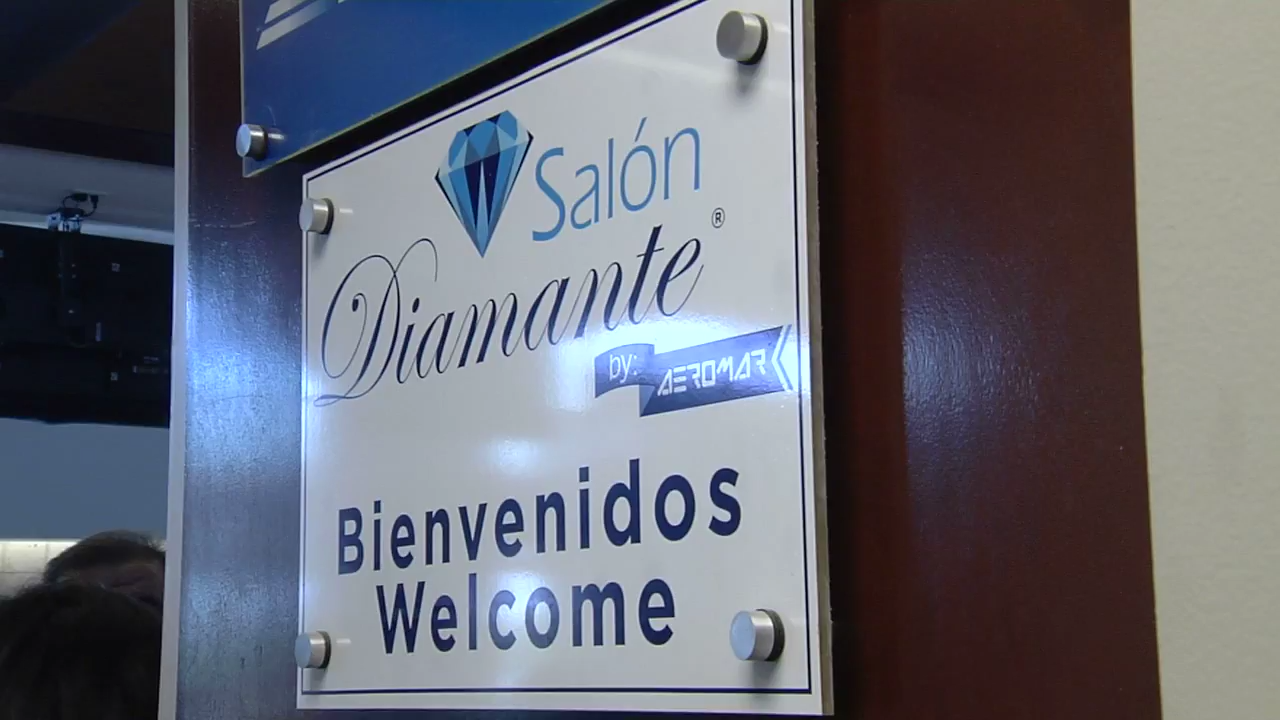 Salón
Diamante®
by: AEROMAR
Bienvenidos
Welcome